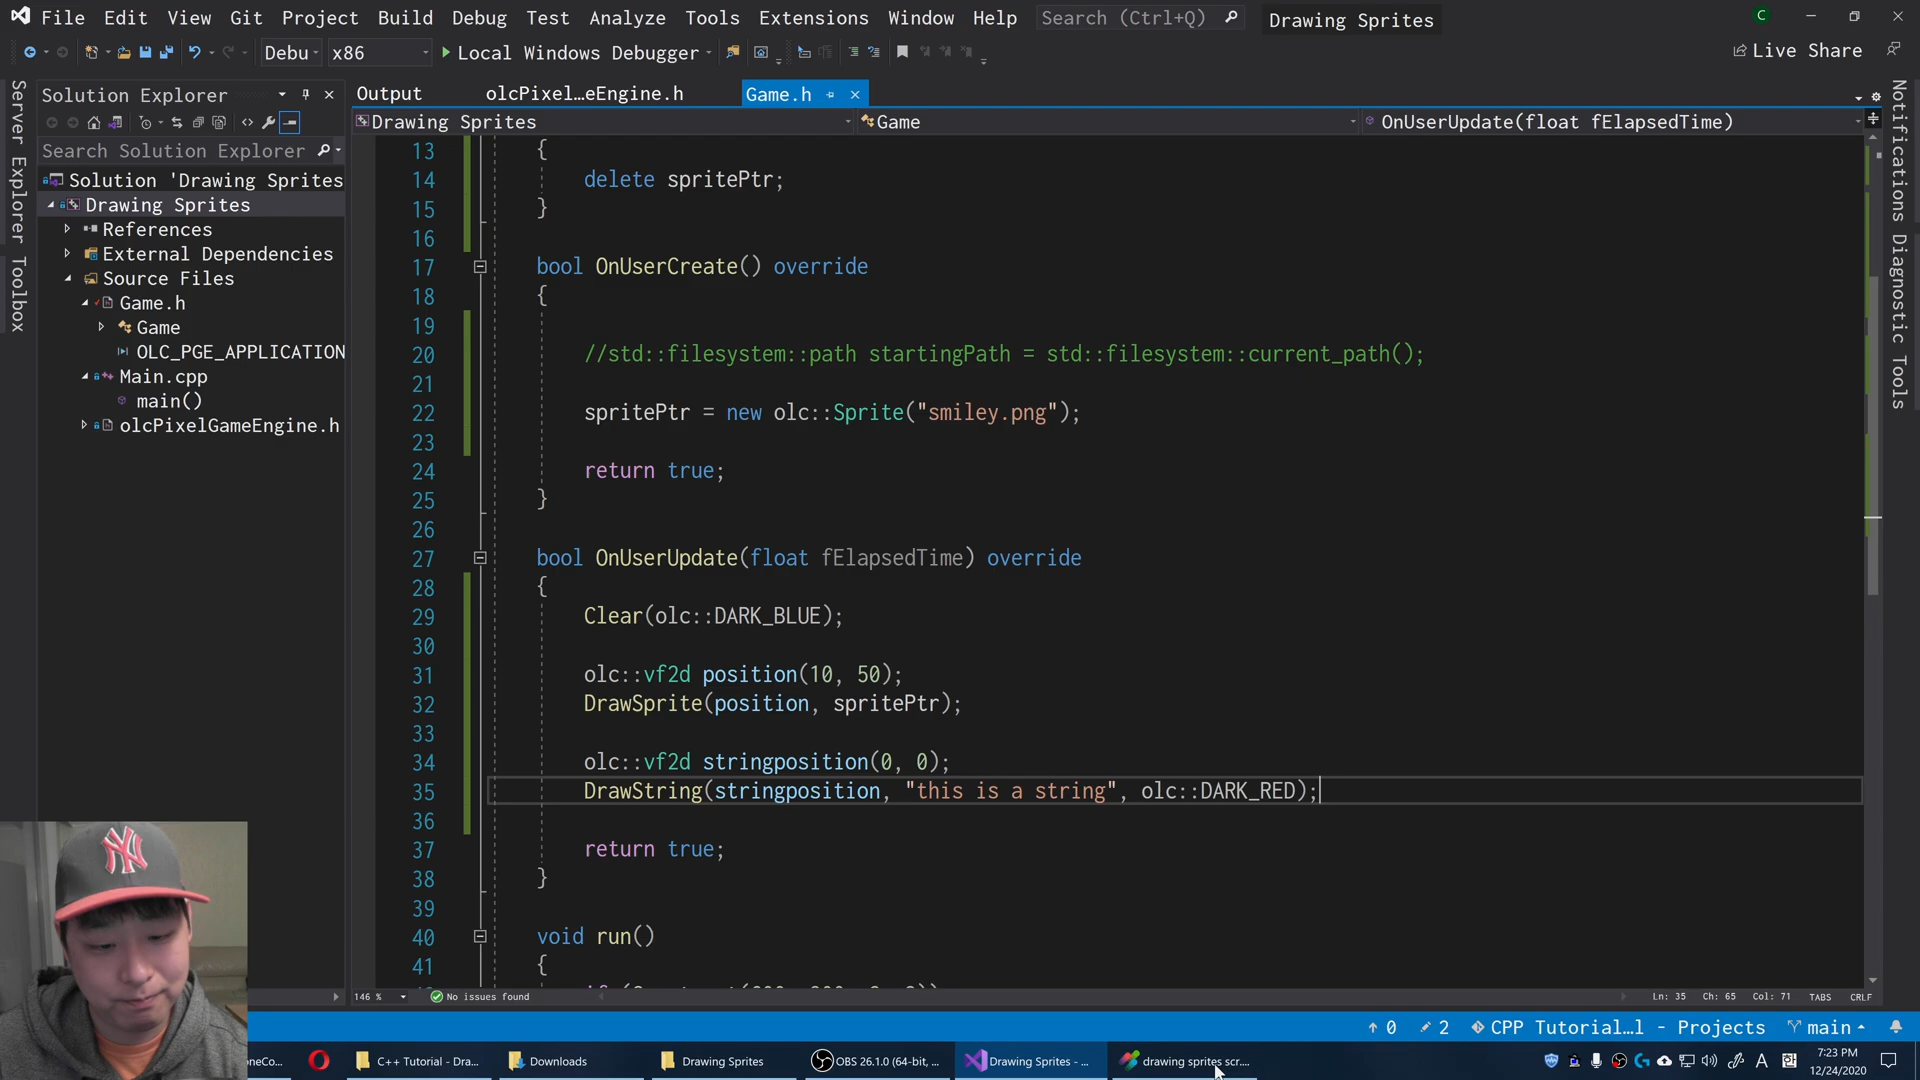 File Edit View Git Project Build Debug Test Analyze Tools Extensions Window Help Search (Ctrl+Q) Drawing Sprites C
Debu x86 Local Windows Debugger Live Share
Server Explorer Toolbox
Solution Explorer
Search Solution Explorer
Solution 'Drawing Sprites
Drawing Sprites
References
External Dependencies
Source Files
Game.h
Game
OLC_PGE_APPLICATION
Main.cpp
main()
olcPixelGameEngine.h
Output olcPixel...eEngine.h Game.h
Drawing Sprites Game OnUserUpdate(float fElapsedTime)
13 {
14 delete spritePtr;
15 }
16
17 bool OnUserCreate() override
18 {
19
20 //std::filesystem::path startingPath = std::filesystem::current_path();
21
22 spritePtr = new olc::Sprite("smiley.png");
23
24 return true;
25 }
26
27 bool OnUserUpdate(float fElapsedTime) override
28 {
29 Clear(olc::DARK_BLUE);
30
31 olc::vf2d position(10, 50);
32 DrawSprite(position, spritePtr);
33
34 olc::vf2d stringposition(0, 0);
35 DrawString(stringposition, "this is a string", olc::DARK_RED);
36
37 return true;
38 }
39
40 void run()
41 {
Notifications Diagnostic Tools
146 % No issues found Ln: 35 Ch: 65 Col: 71 TABS CRLF
0 2 CPP Tutorial...l - Projects main
neCo... C++ Tutorial - Dra... Downloads Drawing Sprites OBS 26.1.0 (64-bit, ... Drawing Sprites - ... drawing sprites scr... A 한 7:23 PM
12/24/2020